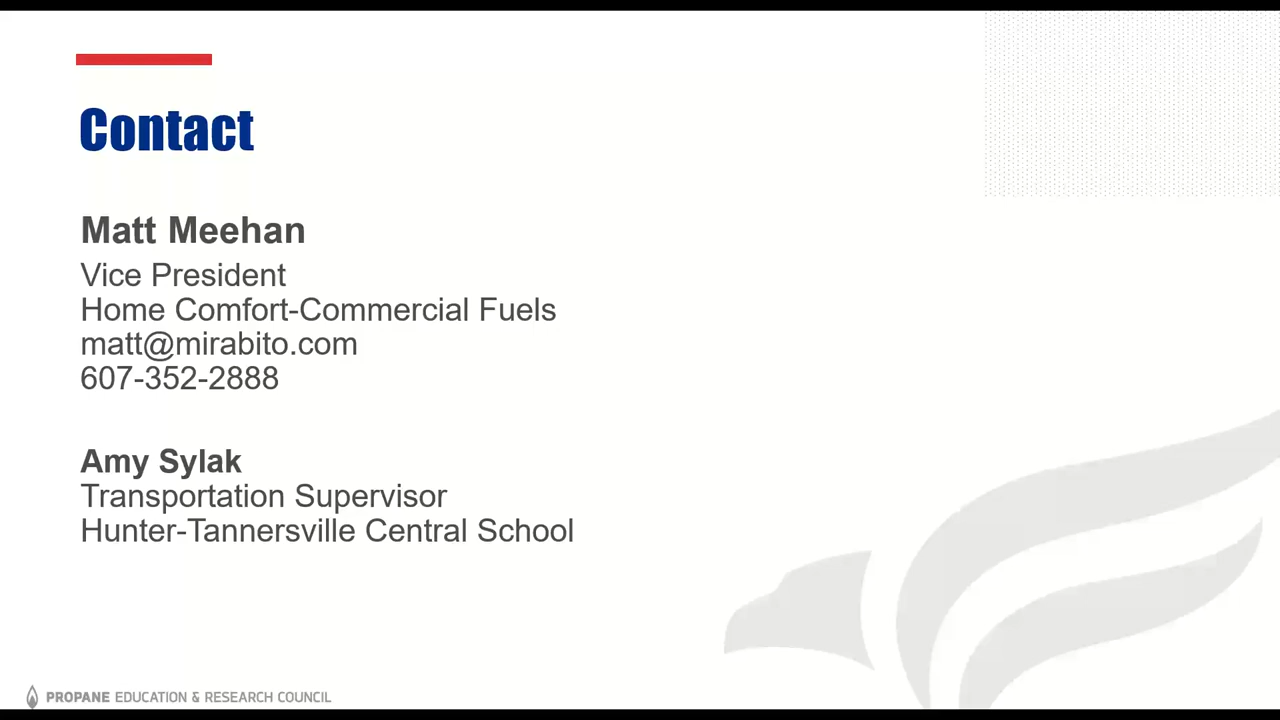 Contact
Matt Meehan
Vice President
Home Comfort-Commercial Fuels
matt@mirabito.com
607-352-2888
Amy Sylak
Transportation Supervisor
Hunter-Tannersville Central School
PROPANE EDUCATION & RESEARCH COUNCIL